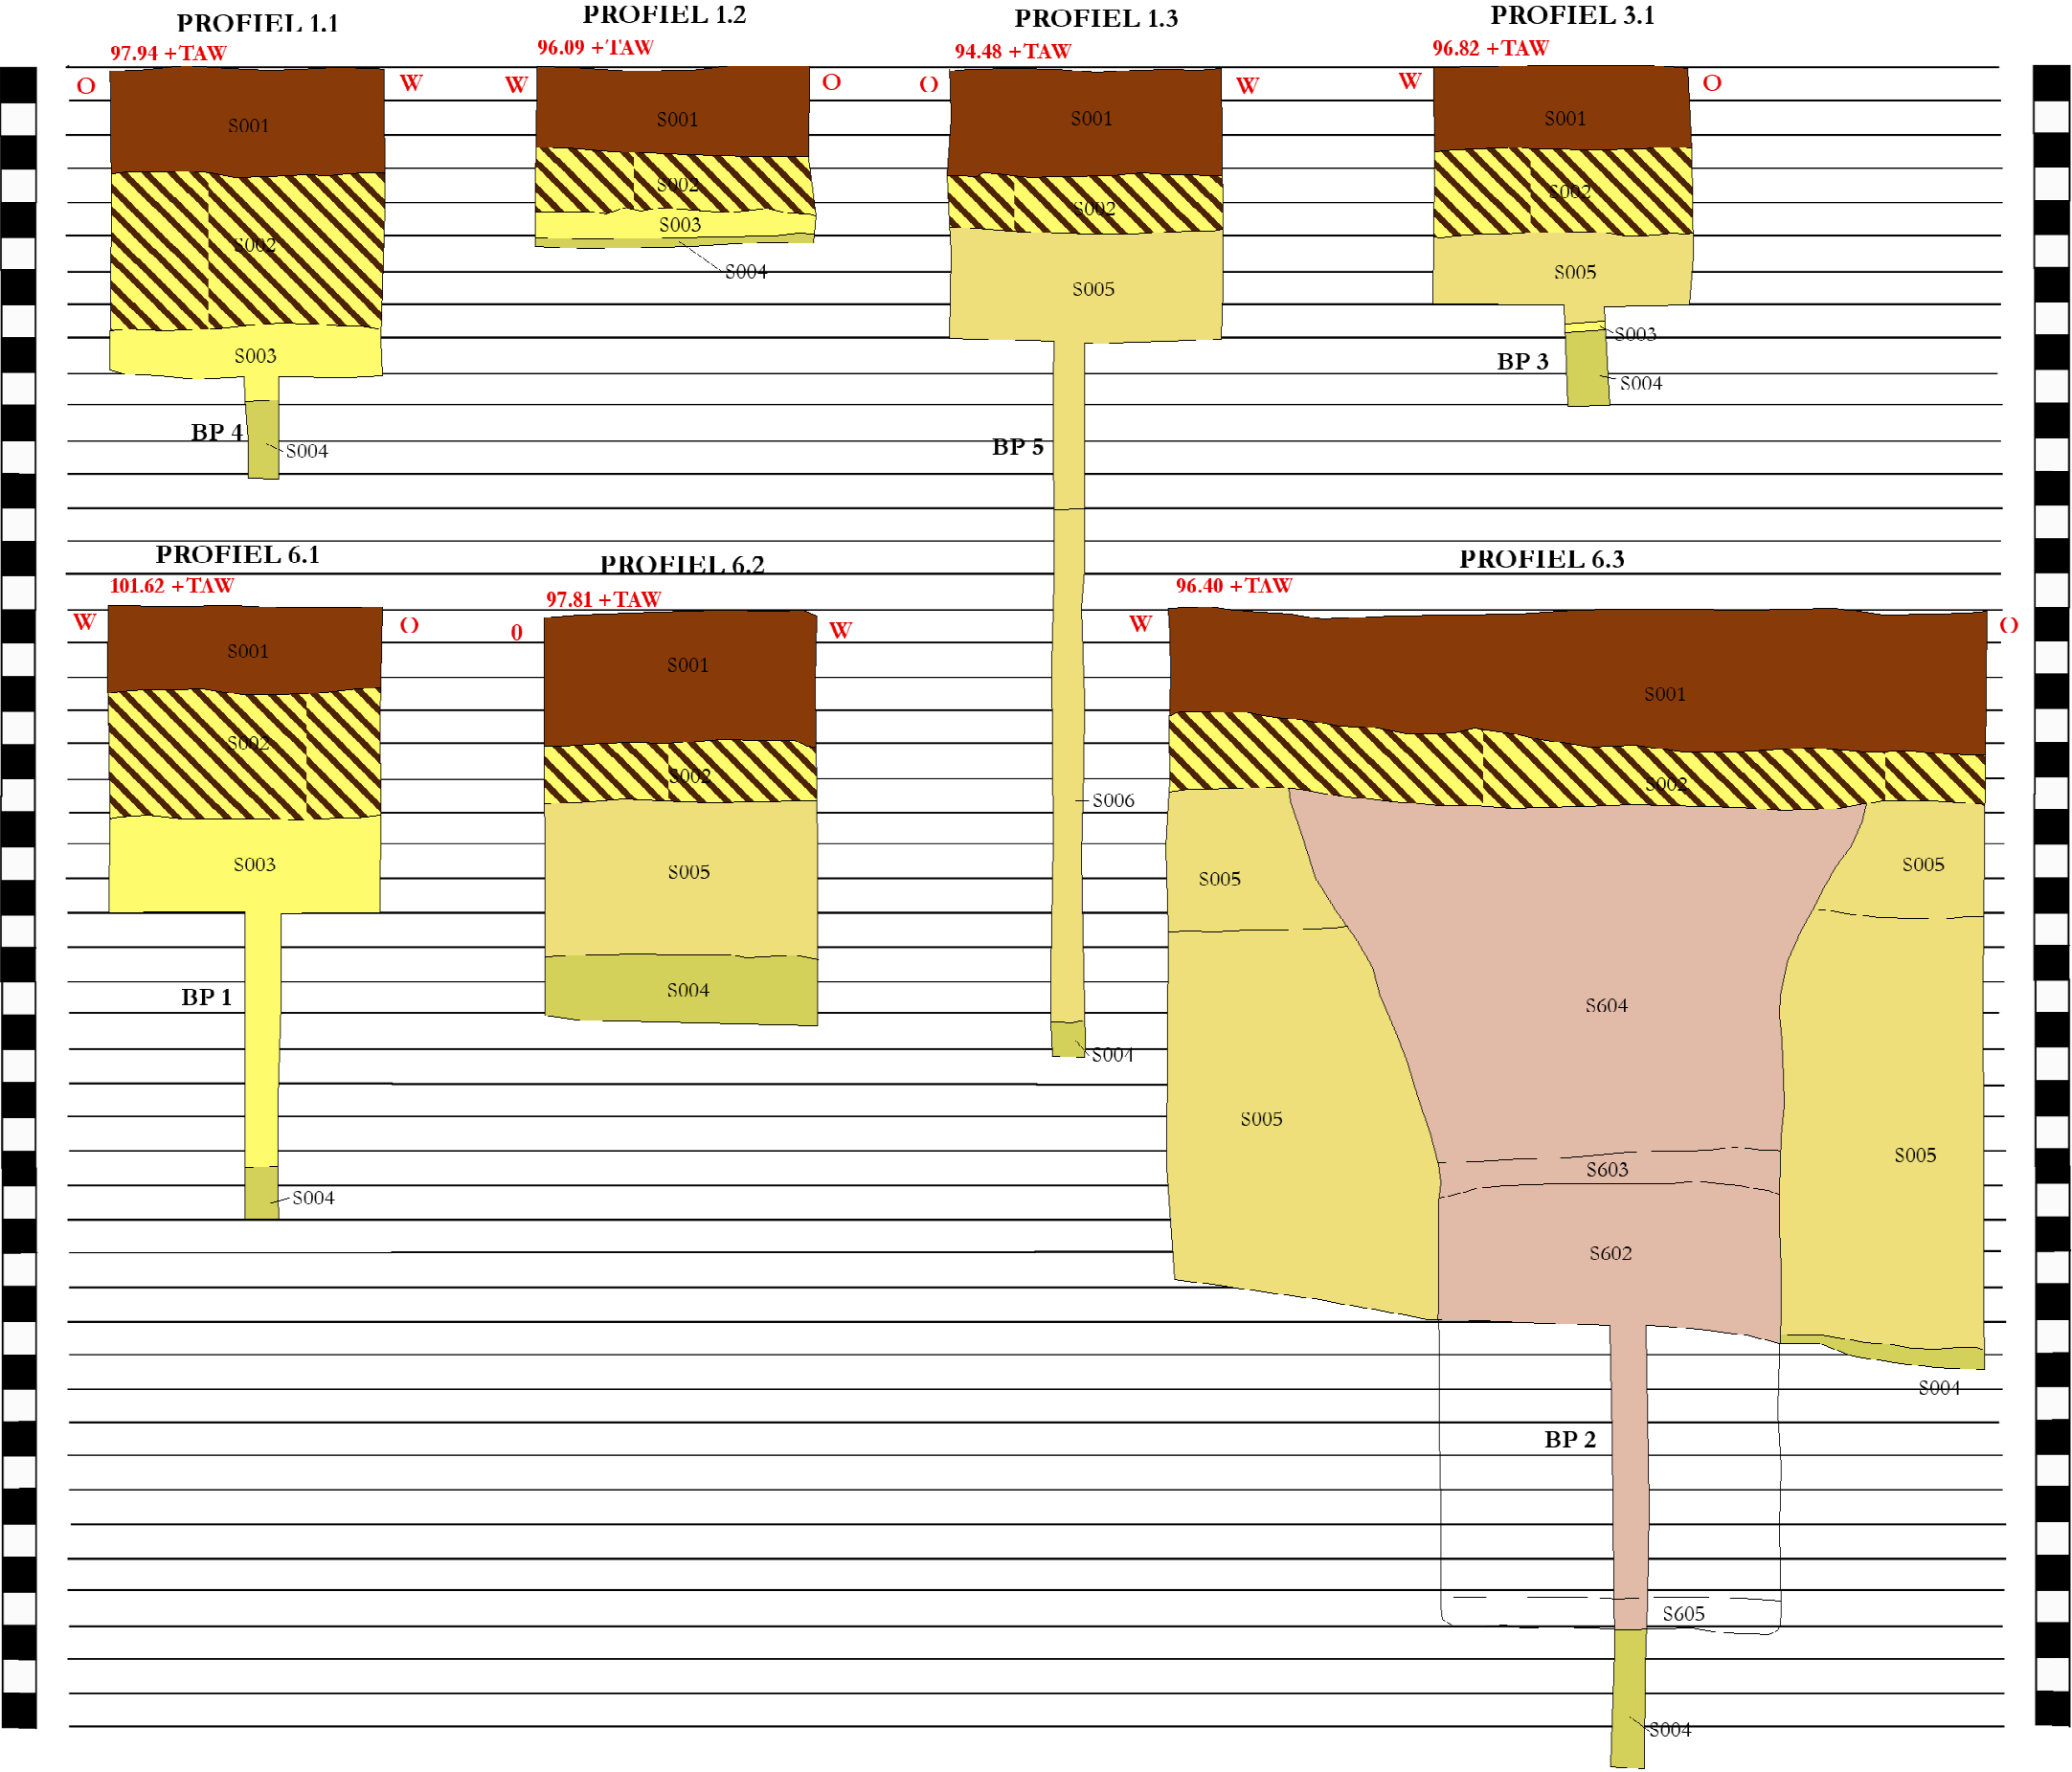 PROFIEL 1.1
97.94 +TAW
O
W
S001
S002
S003
BP 4
S004
PROFIEL 1.2
96.09 +TAW
W
O
S001
S002
S003
S004
PROFIEL 1.3
94.48 +TAW
O
W
S001
S002
S005
BP 5
S006
S004
PROFIEL 3.1
96.82 +TAW
W
O
S001
S002
S005
S003
BP 3
S004
PROFIEL 6.1
101.62 +TAW
W
O
S001
S002
S003
BP 1
S004
PROFIEL 6.2
97.81 +TAW
0
W
S001
S002
S005
S004
PROFIEL 6.3
96.40 +TAW
W
O
S001
S002
S005
S005
S604
S005
S005
S603
S602
S004
BP 2
S605
S004